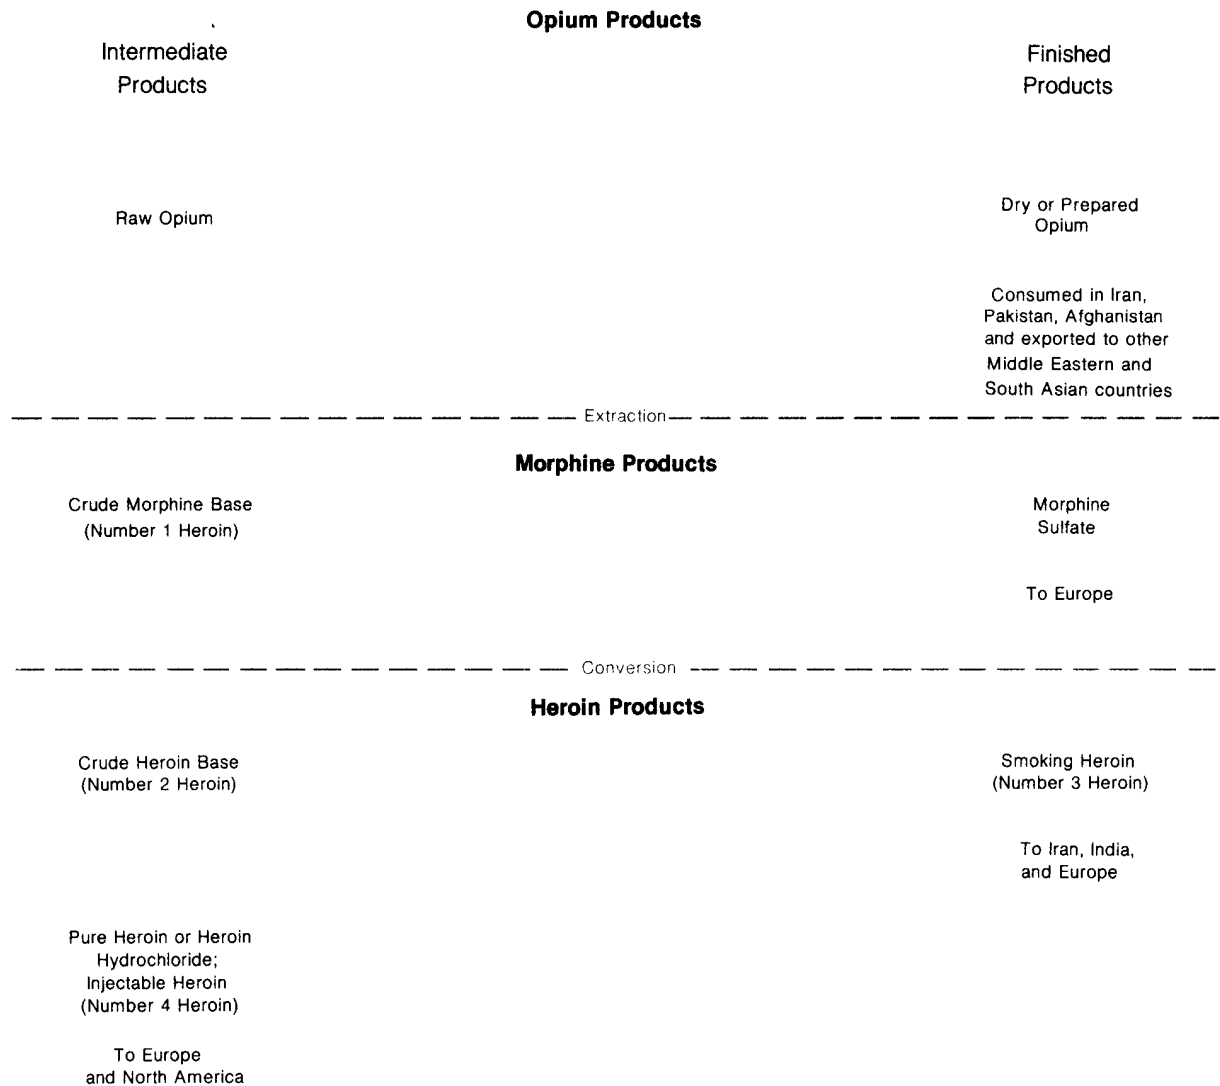 Opium Products
Intermediate
Products
Finished
Products
Raw Opium
Dry or Prepared
Opium
Consumed in Iran,
Pakistan, Afghanistan
and exported to other
Middle Eastern and
South Asian countries
Extraction
Morphine Products
Crude Morphine Base
(Number 1 Heroin)
Morphine
Sulfate
To Europe
Conversion
Heroin Products
Crude Heroin Base
(Number 2 Heroin)
Smoking Heroin
(Number 3 Heroin)
To Iran, India,
and Europe
Pure Heroin or Heroin
Hydrochloride;
Injectable Heroin
(Number 4 Heroin)
To Europe
and North America